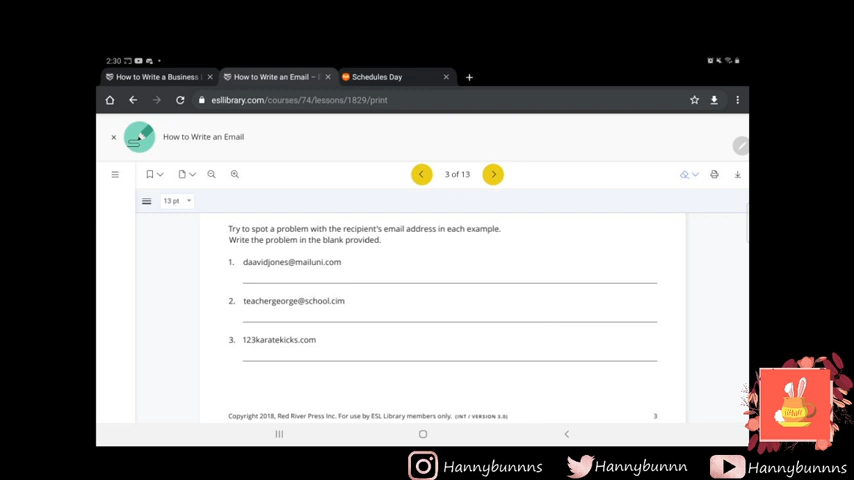 2:30
How to Write a Business
How to Write an Email – E
Schedules Day
esllibrary.com/courses/74/lessons/1829/print
How to Write an Email
3 of 13
13 pt
Try to spot a problem with the recipient's email address in each example.
Write the problem in the blank provided.
1. daavidjones@mailuni.com
2. teachergeorge@school.cim
3. 123karatekicks.com
Copyright 2018, Red River Press Inc. For use by ESL Library members only. (INT / VERSION 3.0)
3
Hannybunnns
Hannybunnn
Hannybunnns